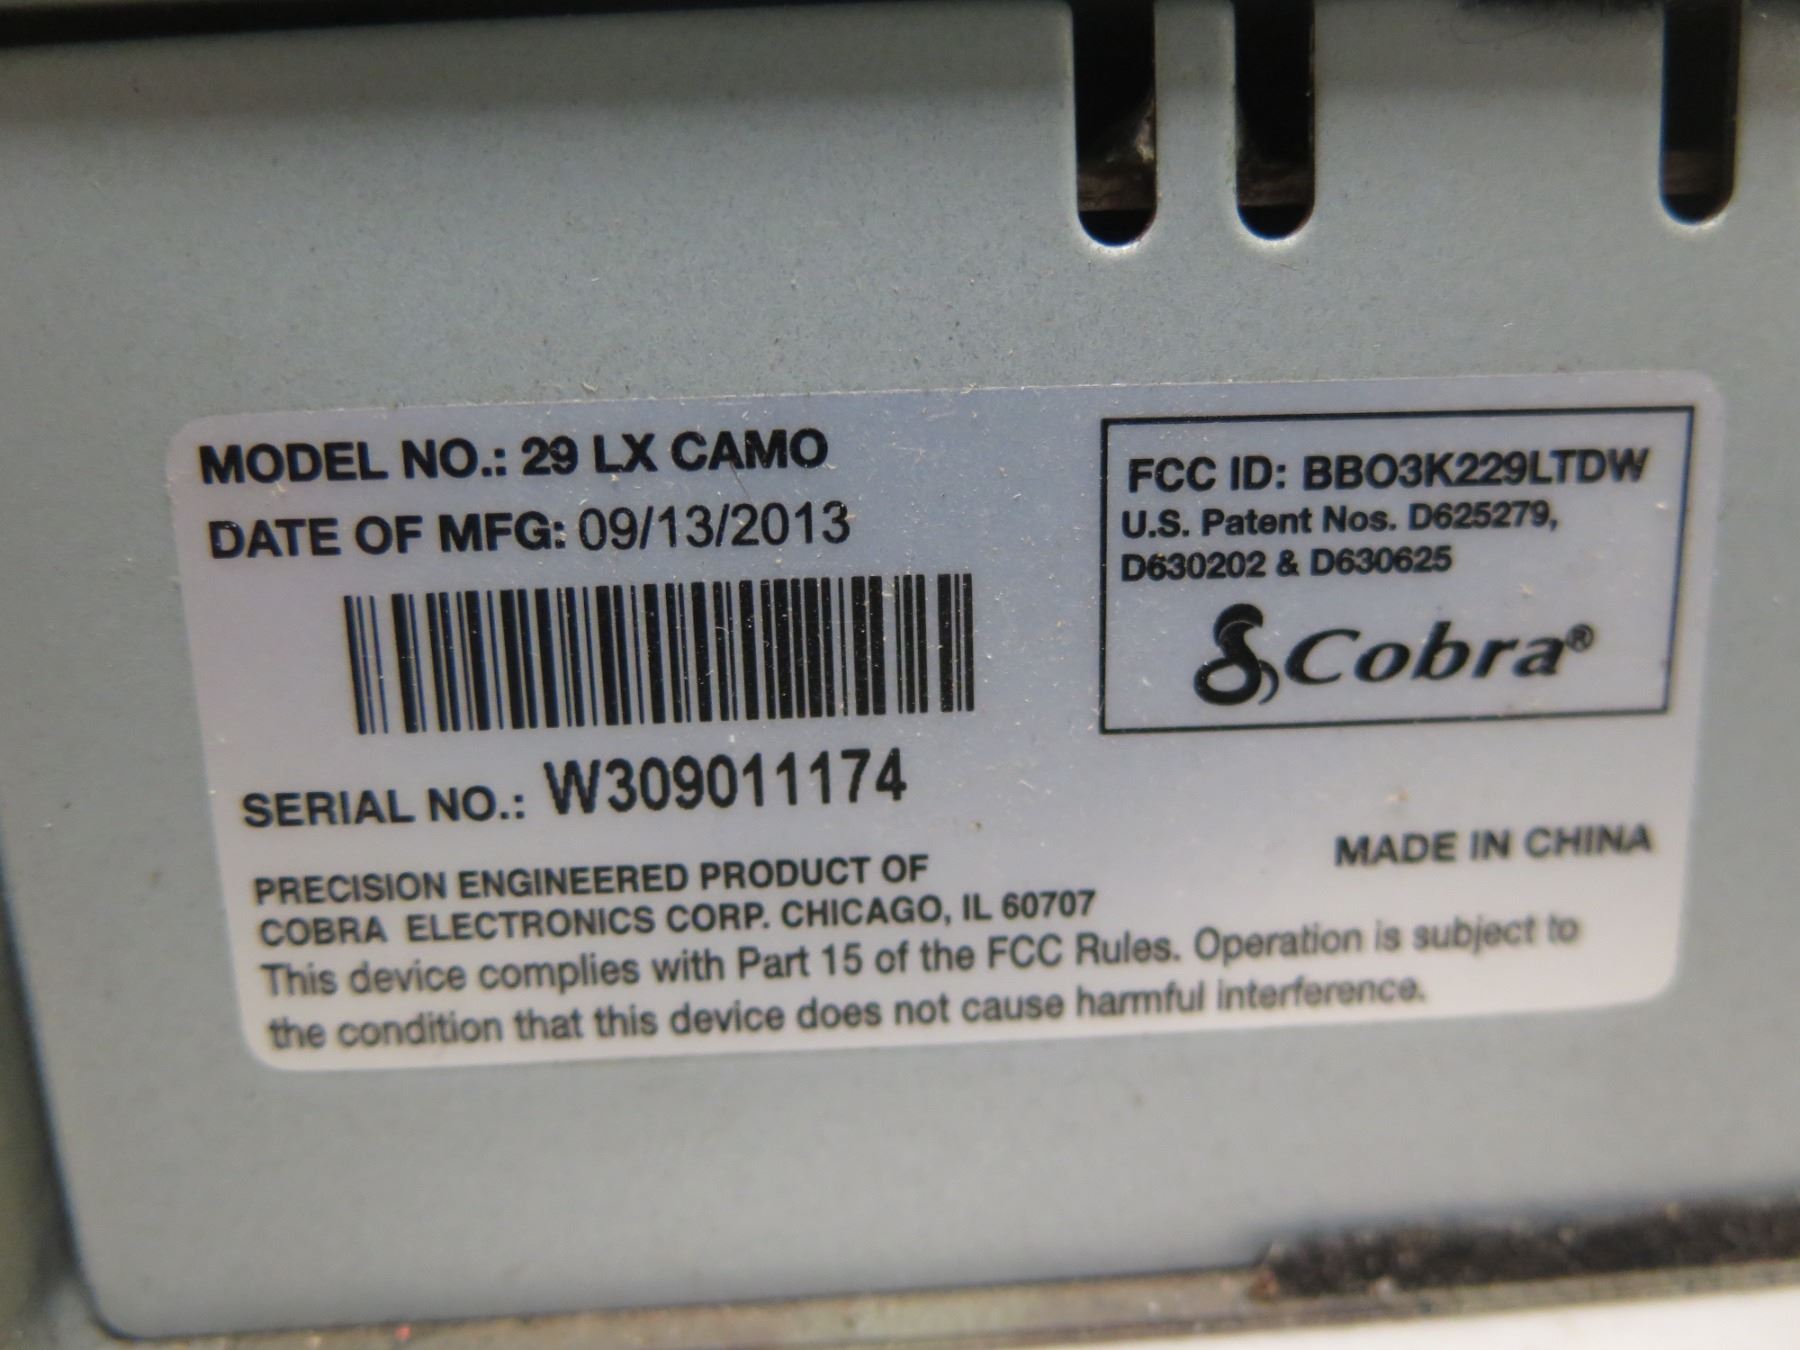 MODEL NO.: 29 LX CAMO
DATE OF MFG: 09/13/2013
SERIAL NO.: W309011174
FCC ID: BBO3K229LTDW
U.S. Patent Nos. D625279,
D630202 & D630625
Cobra®
MADE IN CHINA
PRECISION ENGINEERED PRODUCT OF
COBRA ELECTRONICS CORP. CHICAGO, IL 60707
This device complies with Part 15 of the FCC Rules. Operation is subject to
the condition that this device does not cause harmful interference.